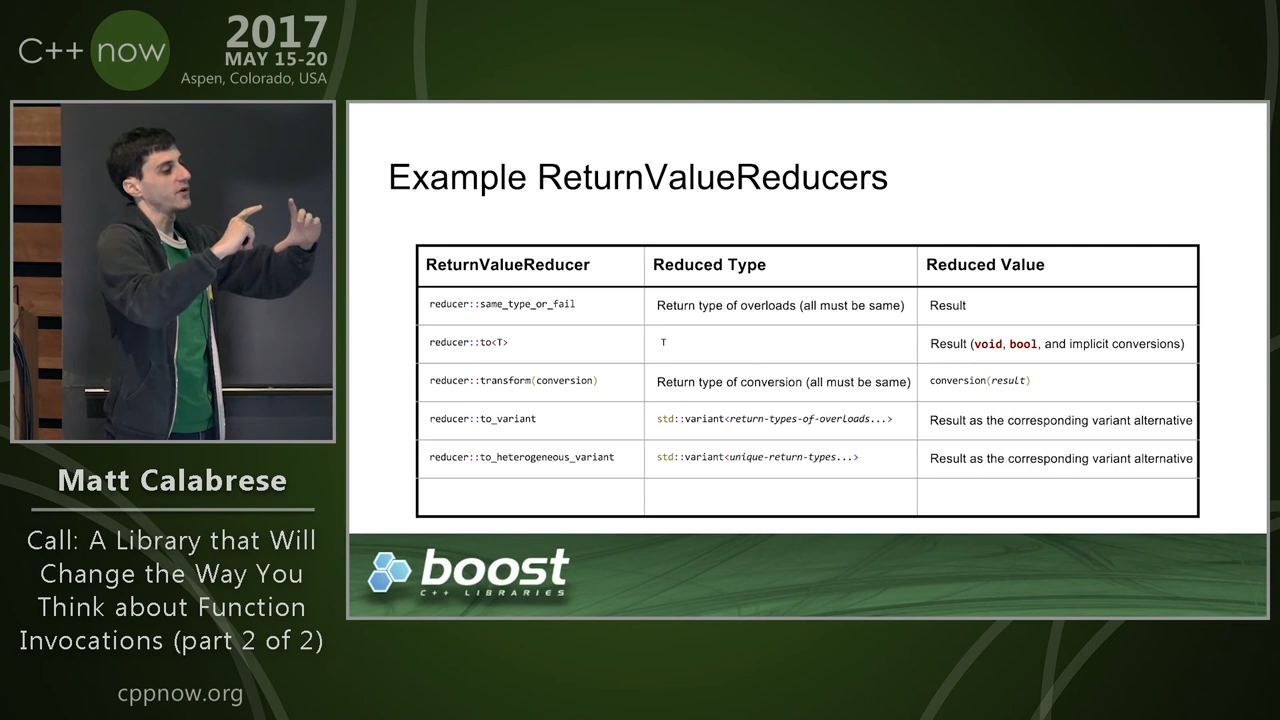 C++ now
2017
MAY 15-20
Aspen, Colorado, USA
Example ReturnValueReducers
ReturnValueReducer Reduced Type Reduced Value
reducer::same_type_or_fail Return type of overloads (all must be same) Result
reducer::to<T> T Result (void, bool, and implicit conversions)
reducer::transform(conversion) Return type of conversion (all must be same) conversion(result)
reducer::to_variant std::variant<return-types-of-overloads...> Result as the corresponding variant alternative
reducer::to_heterogeneous_variant std::variant<unique-return-types...> Result as the corresponding variant alternative
boost
C++ LIBRARIES
Matt Calabrese
Call: A Library that Will
Change the Way You
Think about Function
Invocations (part 2 of 2)
cppnow.org